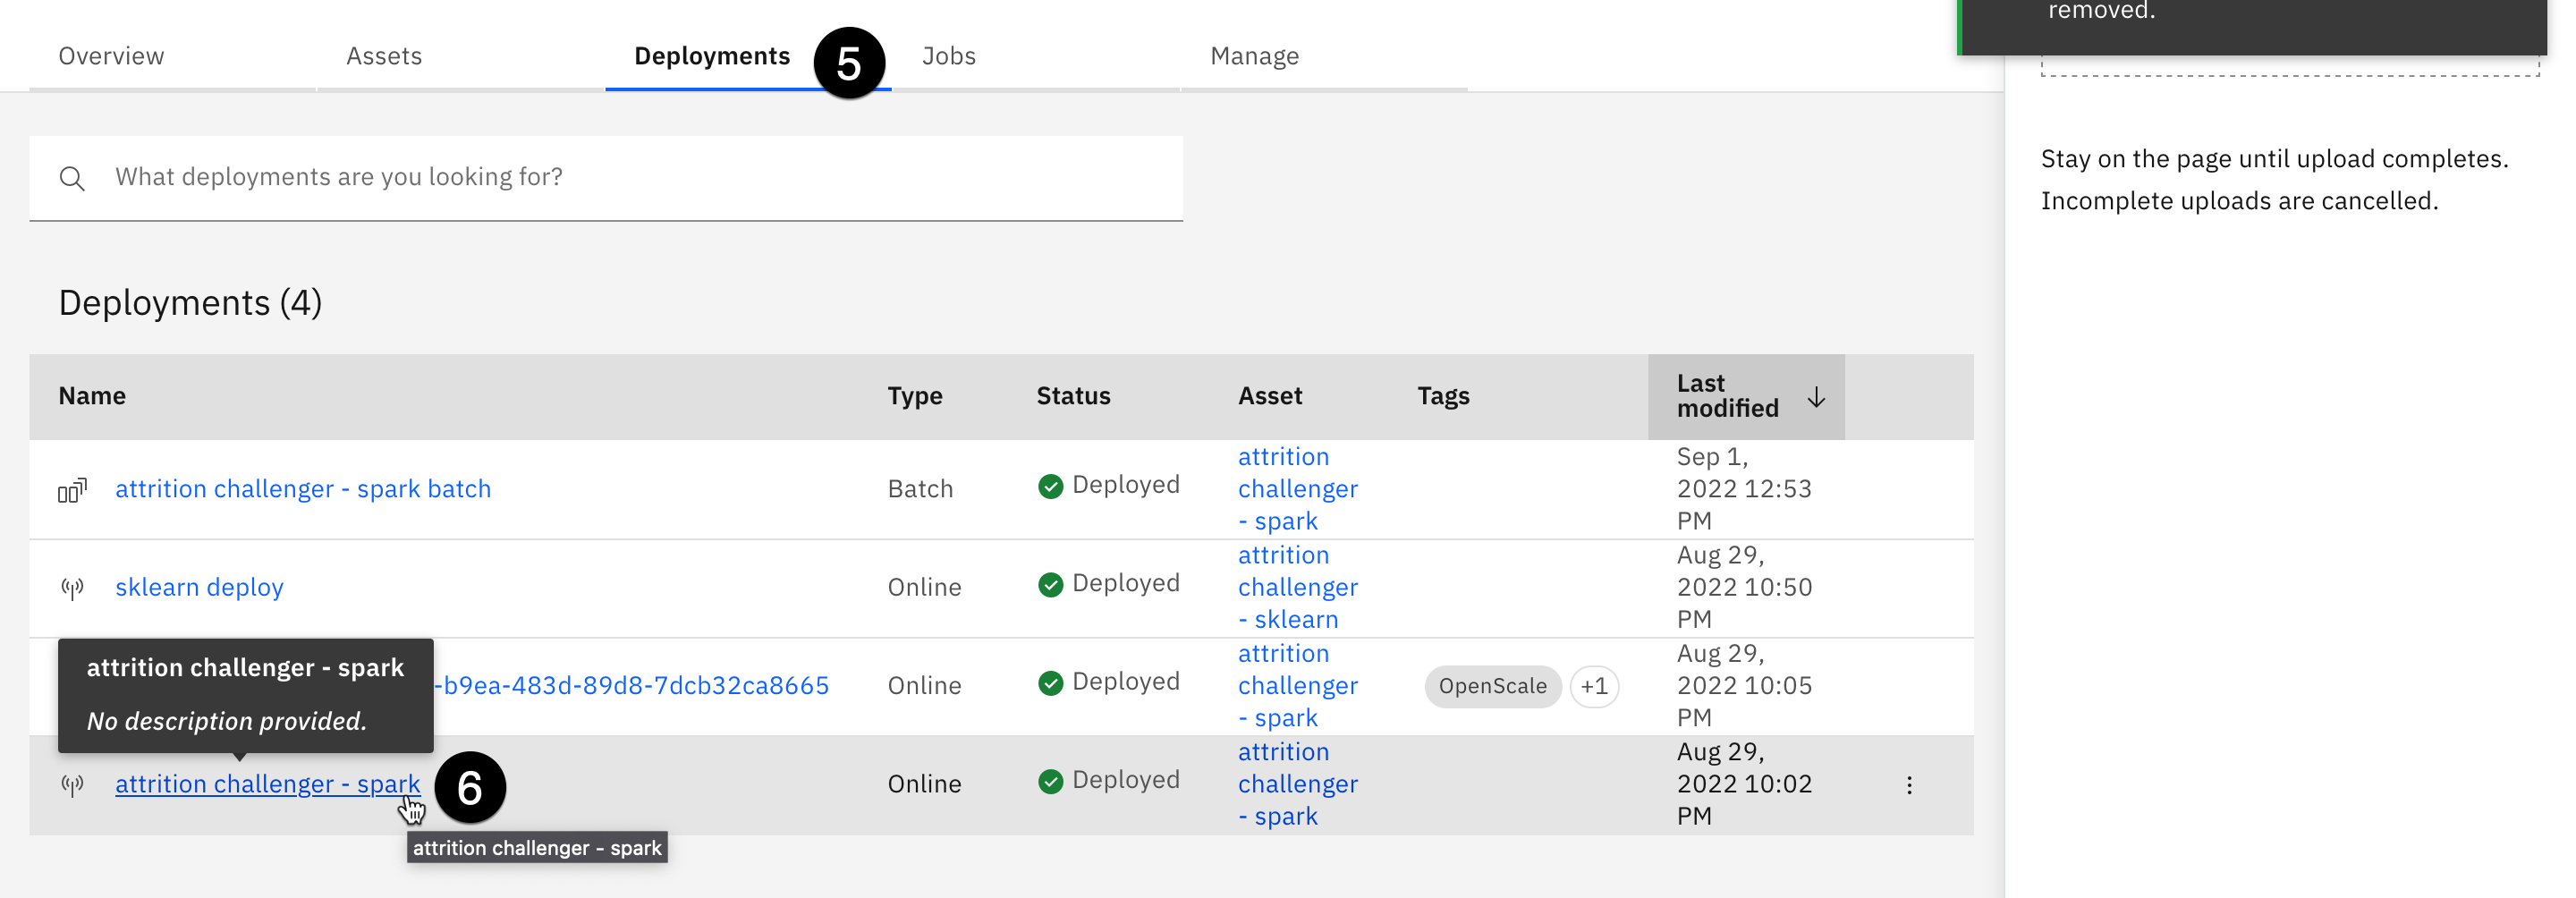 removed.
Overview Assets Deployments 5 Jobs Manage
What deployments are you looking for?
Stay on the page until upload completes.
Incomplete uploads are cancelled.
Deployments (4)
Name Type Status Asset Tags Last modified
attrition challenger - spark batch Batch Deployed attrition challenger - spark Sep 1, 2022 12:53 PM
sklearn deploy Online Deployed attrition challenger - sklearn Aug 29, 2022 10:50 PM
attrition challenger - spark
No description provided.
-b9ea-483d-89d8-7dcb32ca8665 Online Deployed attrition challenger - spark OpenScale +1 Aug 29, 2022 10:05 PM
attrition challenger - spark 6 Online Deployed attrition challenger - spark Aug 29, 2022 10:02 PM
attrition challenger - spark